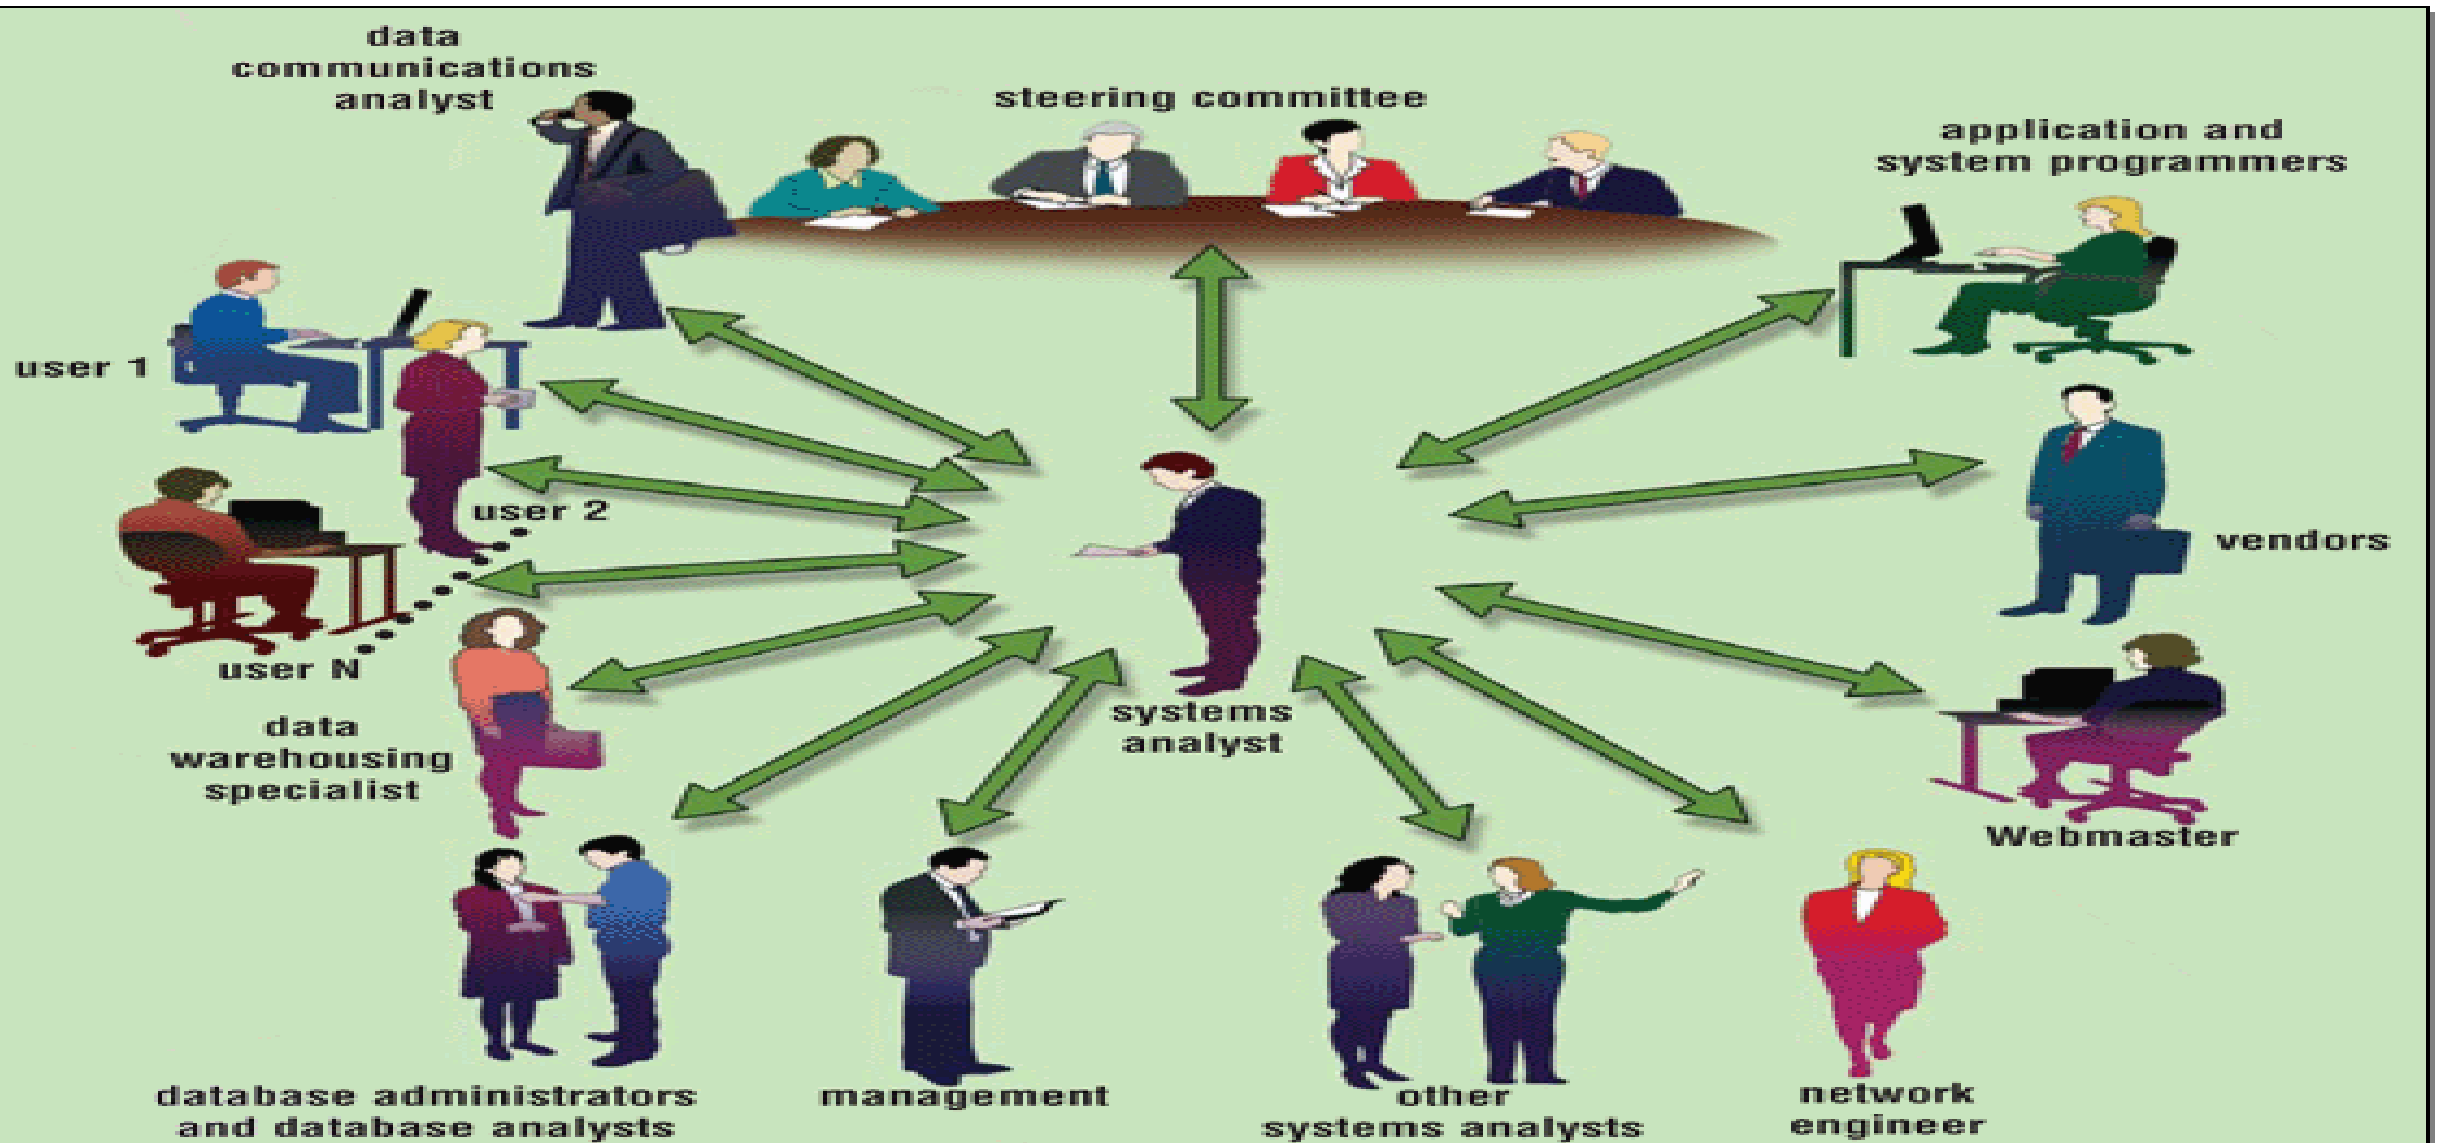 data
communications
analyst
steering committee
application and
system programmers
user 1
user 2
vendors
user N
systems
analyst
data
warehousing
specialist
Webmaster
database administrators
and database analysts
management
other
systems analysts
network
engineer